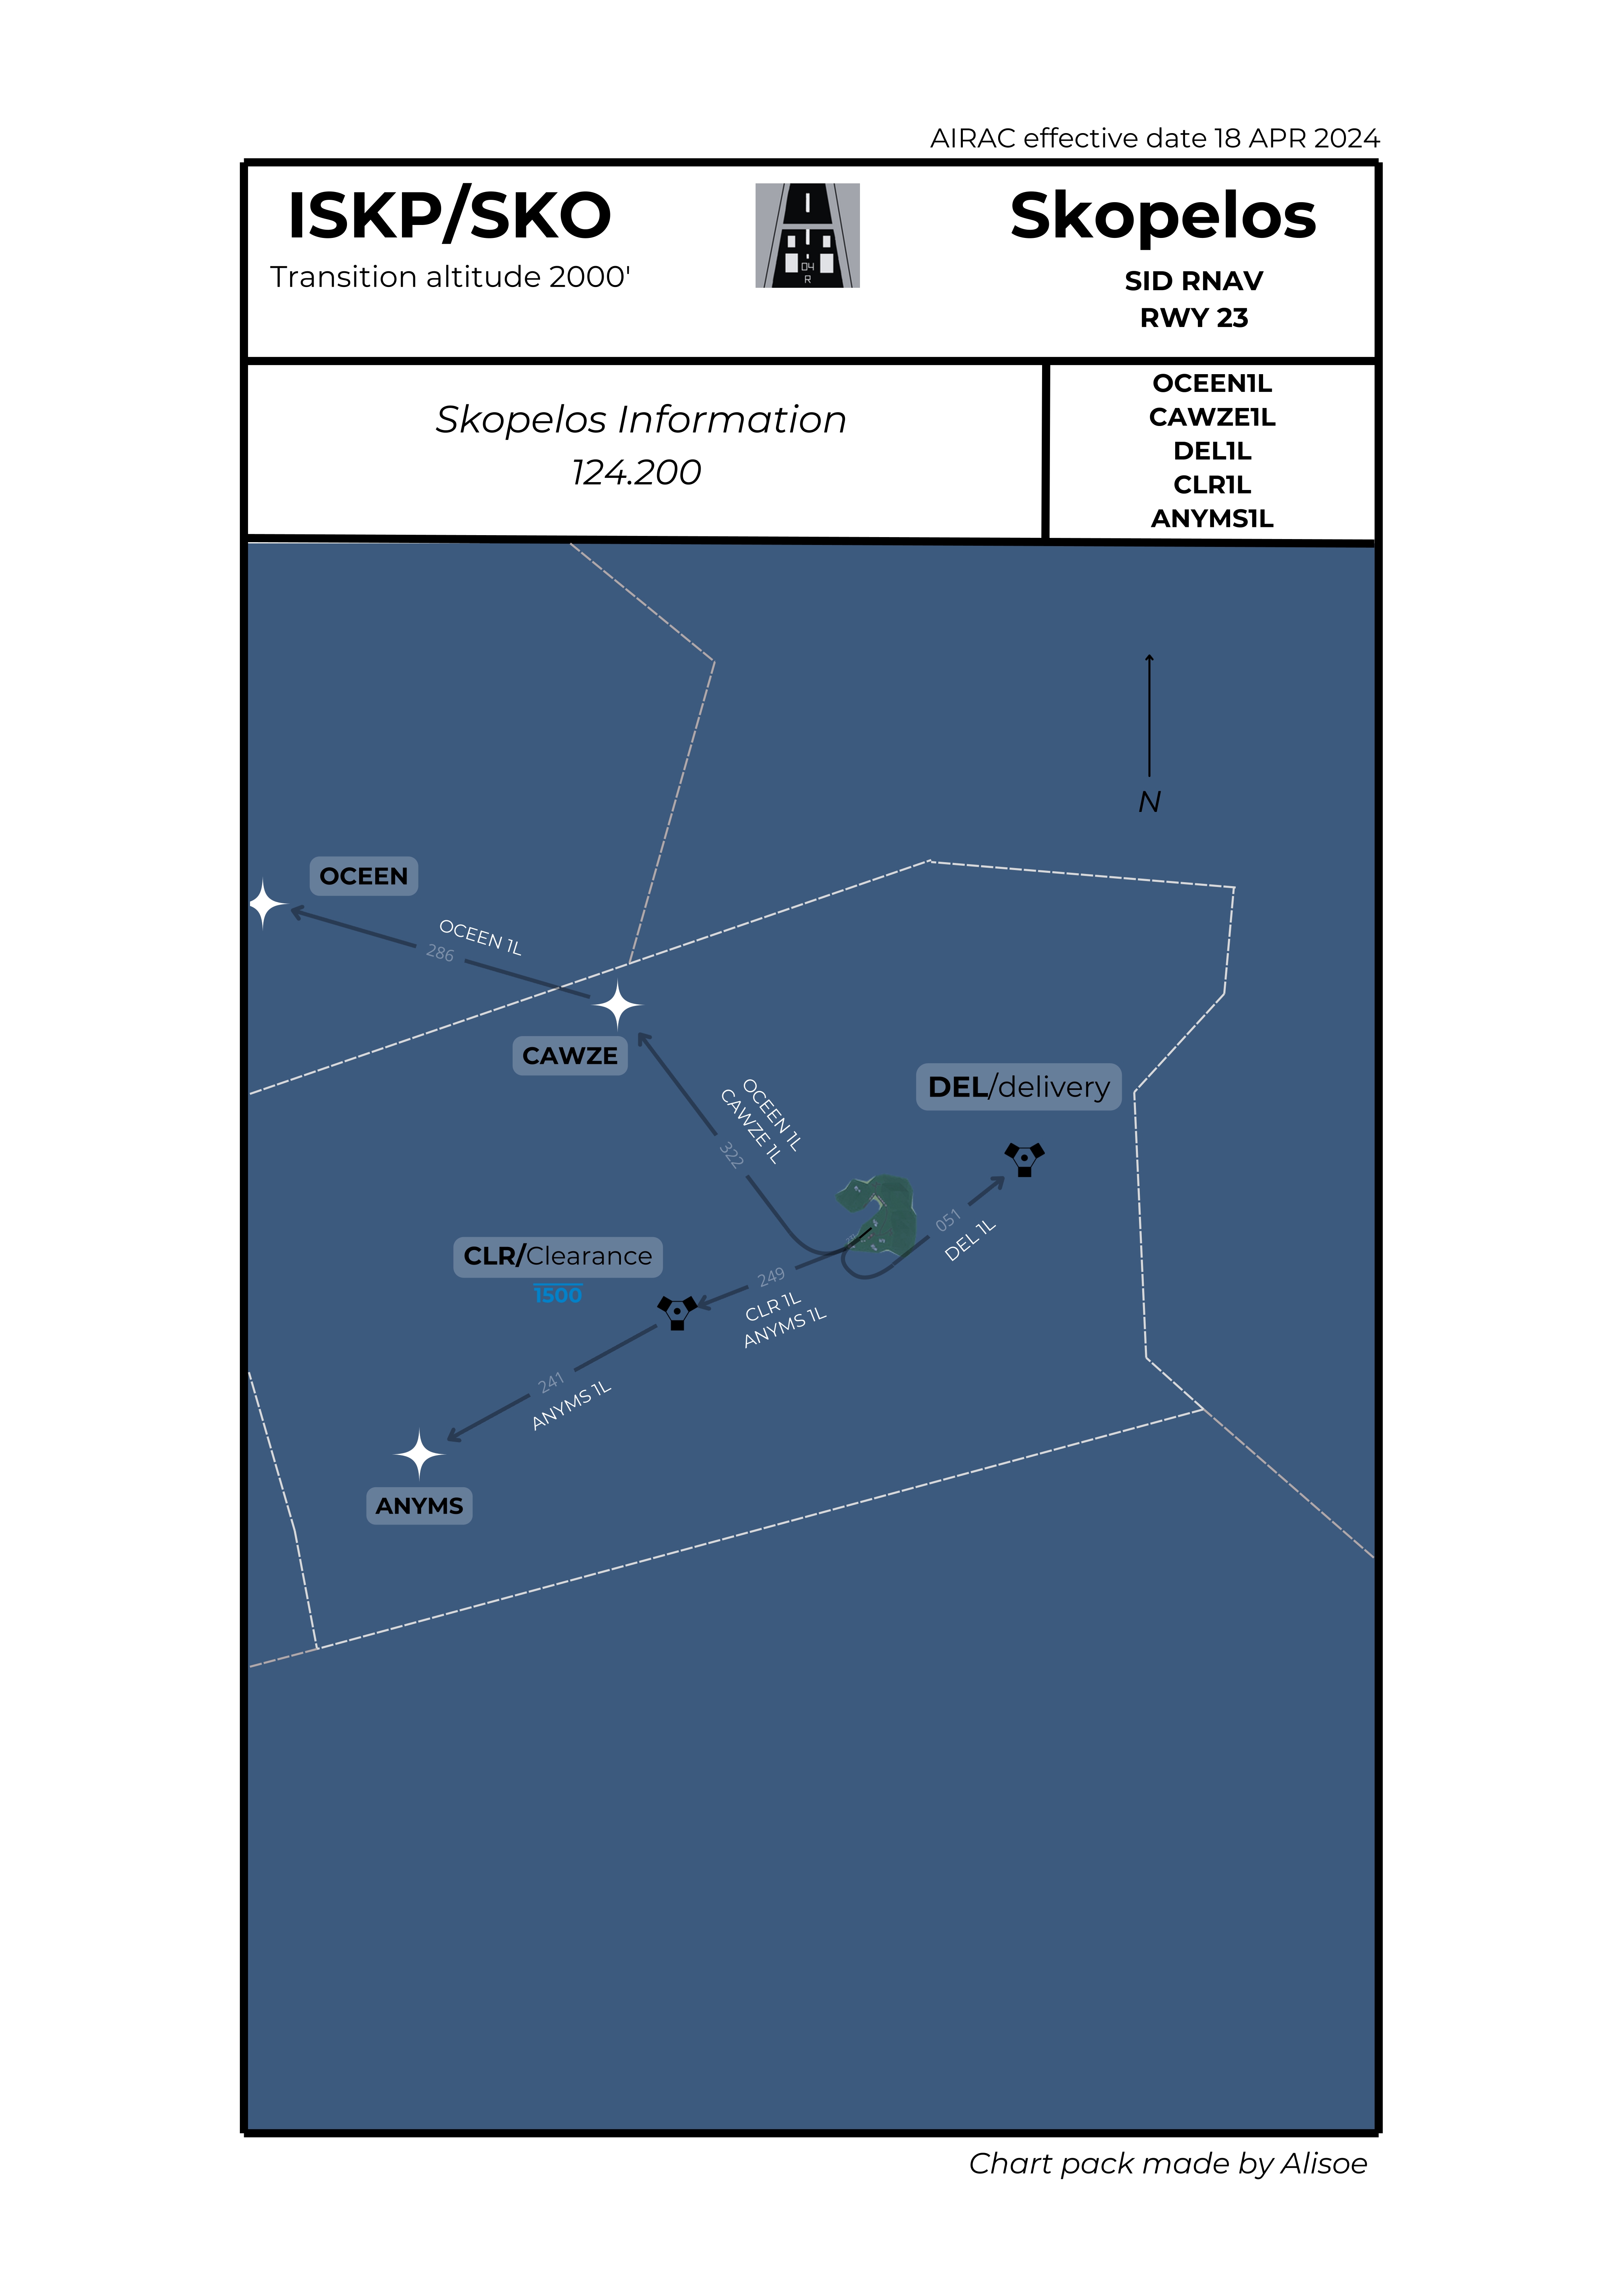 AIRAC effective date 18 APR 2024
ISKP/SKO
Transition altitude 2000'
04
R
Skopelos
SID RNAV
RWY 23
Skopelos Information
124.200
OCEEN1L
CAWZE1L
DEL1L
CLR1L
ANYMS1L
N
OCEEN
OCEEN 1L
286
CAWZE
OCEEN 1L
CAWZE 1L
322
DEL/delivery
051
DEL 1L
CLR/Clearance
1500
249
CLR 1L
ANYMS 1L
241
ANYMS 1L
ANYMS
Chart pack made by Alisoe